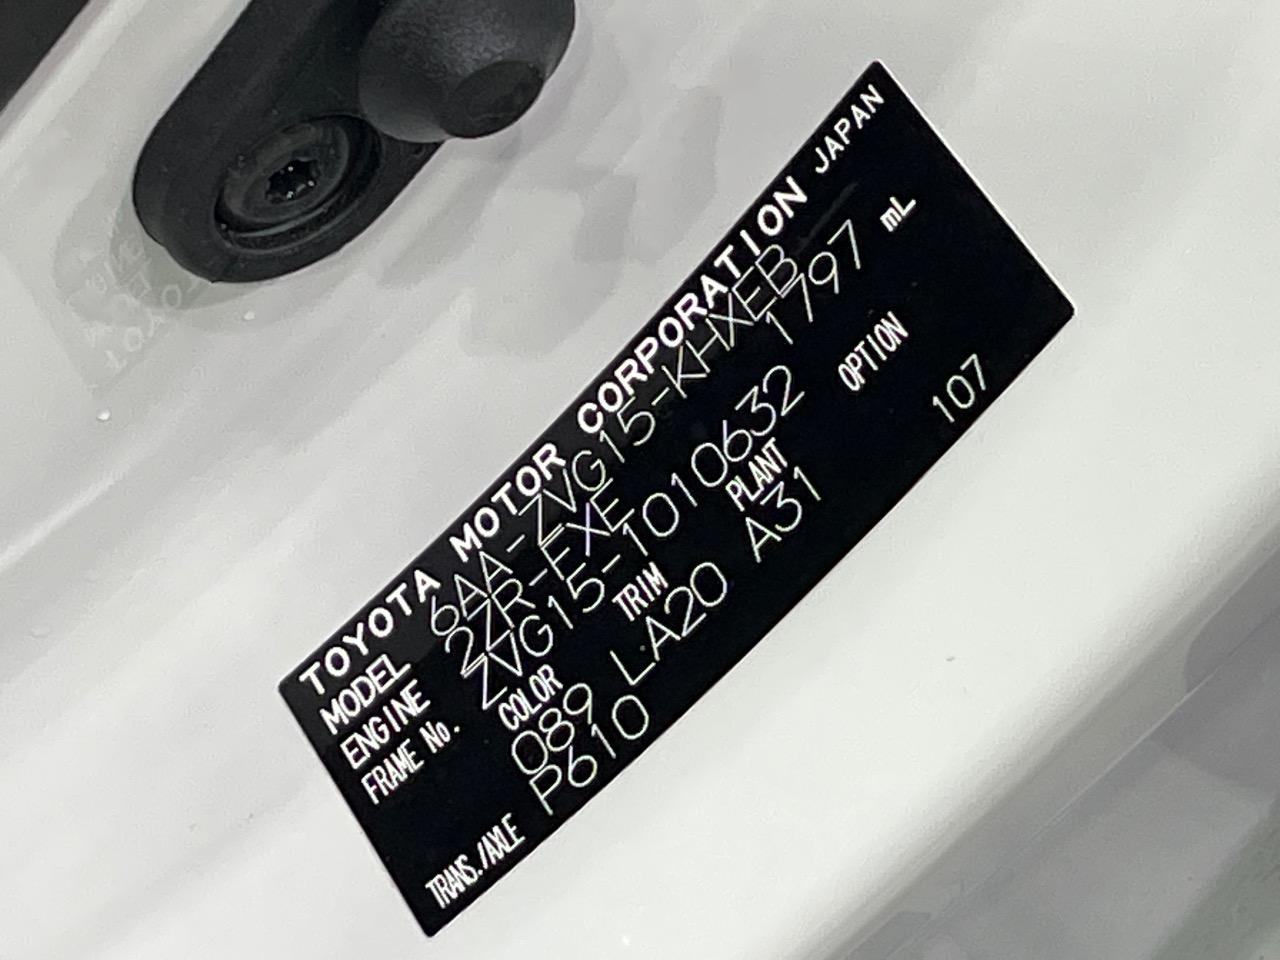 TOYOTA MOTOR CORPORATION JAPAN
MODEL 6AA-ZVG15-KHXEB
ENGINE 2ZR-FXE 1797 mL
FRAME No. ZVG15-1010632
COLOR TRIM PLANT OPTION
089 LA20 A31 107
TRANS./AXLE P610